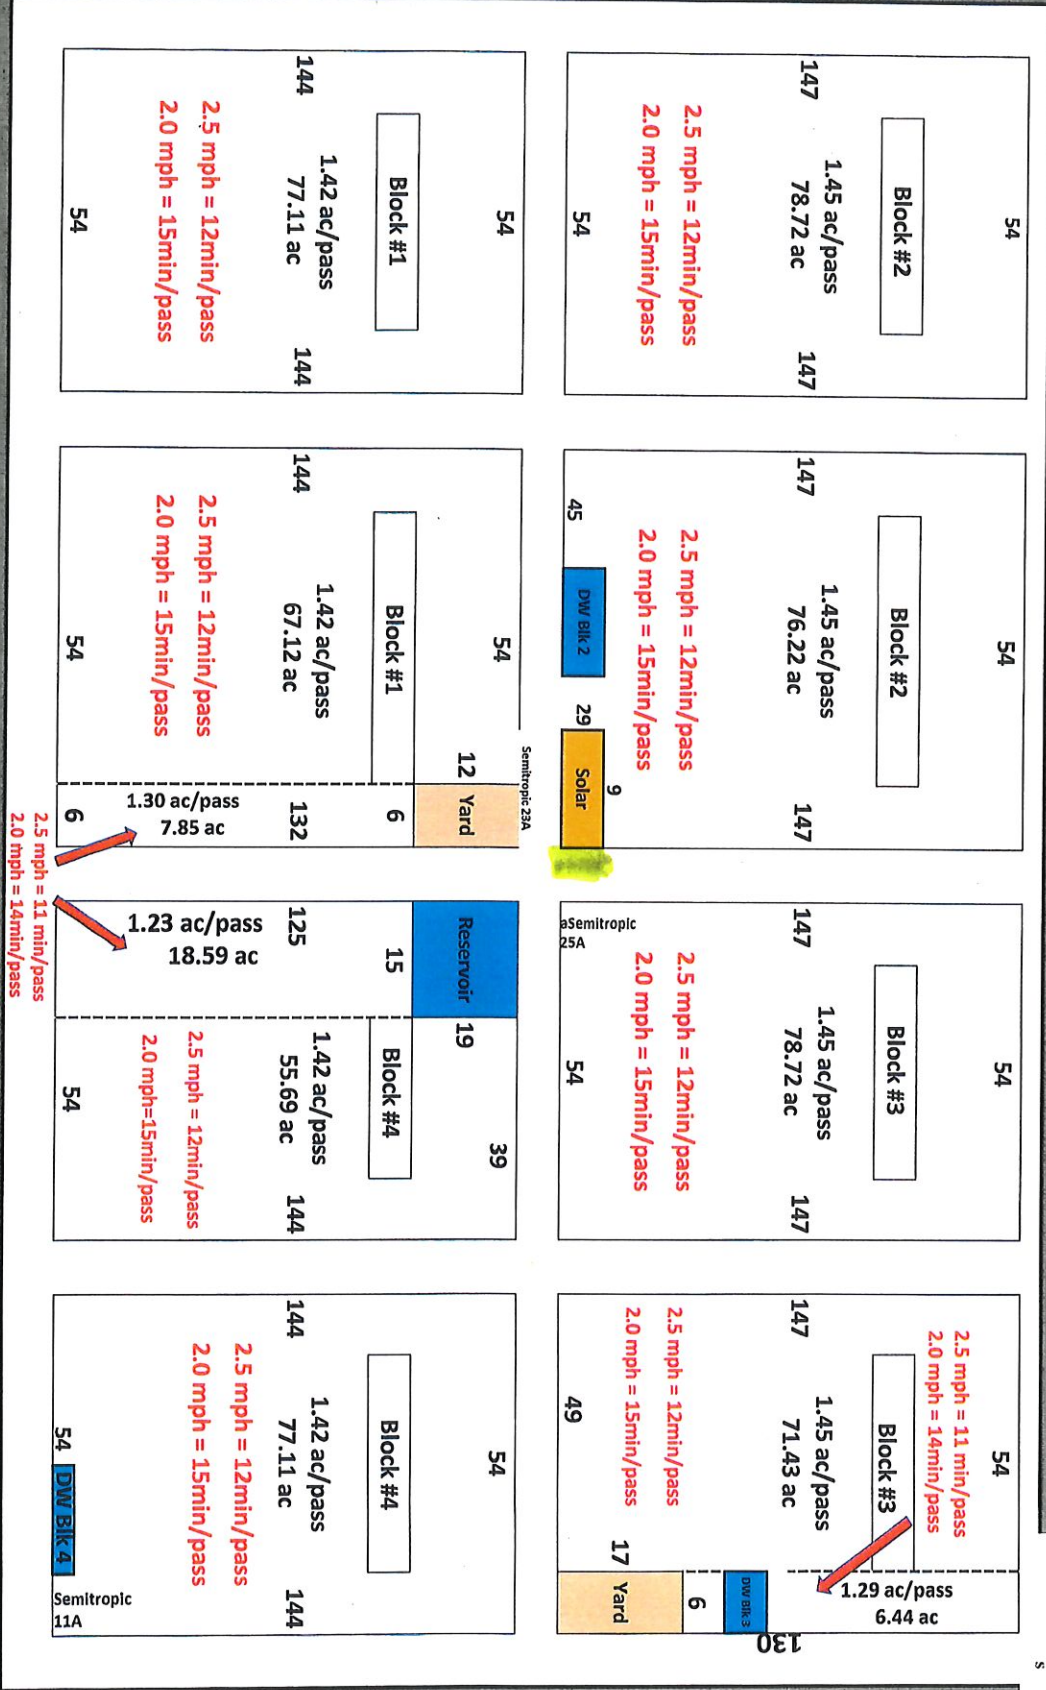 54
Block #2
147
1.45 ac/pass
78.72 ac
147
2.5 mph = 12min/pass
2.0 mph = 15min/pass
54
54
Block #2
147
1.45 ac/pass
76.22 ac
147
2.5 mph = 12min/pass
2.0 mph = 15min/pass
45
DW Blk 2
29
9
Solar
54
Block #3
147
1.45 ac/pass
78.72 ac
147
2.5 mph = 12min/pass
2.0 mph = 15min/pass
aSemitropic
25A
54
54
2.5 mph = 11 min/pass
2.0 mph = 14min/pass
Block #3
147
1.45 ac/pass
71.43 ac
1.29 ac/pass
6.44 ac
130
DW Blk 3
6
2.5 mph = 12min/pass
2.0 mph = 15min/pass
17
Yard
49
54
Block #1
144
1.42 ac/pass
77.11 ac
144
2.5 mph = 12min/pass
2.0 mph = 15min/pass
54
Semitropic 23A
54
12
Yard
Block #1
6
144
1.42 ac/pass
67.12 ac
132
1.30 ac/pass
7.85 ac
2.5 mph = 12min/pass
2.0 mph = 15min/pass
54
6
Reservoir
19
39
15
Block #4
125
1.42 ac/pass
55.69 ac
144
1.23 ac/pass
18.59 ac
2.5 mph = 12min/pass
2.0 mph=15min/pass
54
54
Block #4
144
1.42 ac/pass
77.11 ac
144
2.5 mph = 12min/pass
2.0 mph = 15min/pass
54
DW Blk 4
Semitropic
11A
2.5 mph = 11 min/pass
2.0 mph = 14min/pass
s